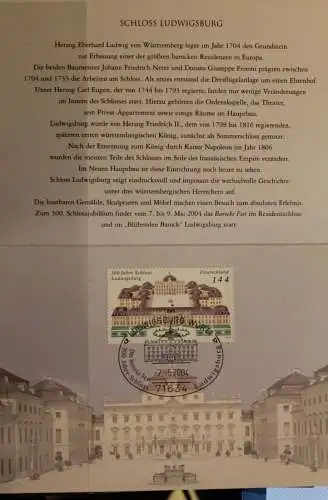 SCHLOSS LUDWIGSBURG
Herzog Eberhard Ludwig von Württemberg legte im Jahr 1704 den Grundstein
zur Erbauung einer der größten barocken Residenzen in Europa.
Die beiden Baumeister Johann Friedrich Nette und Donato Giuseppe Frisoni prägten zwischen
1704 und 1733 die Arbeiten am Schloss. Als erstes entstand die Dreiflügelanlage um einen Ehrenhof.
Unter Herzog Carl Eugen, der von 1744 bis 1793 regierte, fanden nur wenige Veränderungen
im Innern des Schlosses statt. Hierzu gehörten die Ordenskapelle, das Theater,
sein Privat-Appartement sowie einige Räume im Hauptbau.
Ludwigsburg wurde von Herzog Friedrich II., dem von 1798 bis 1816 regierenden,
späteren ersten württembergischen König, zunächst als Sommerschloss genutzt.
Nach der Ernennung zum König durch Kaiser Napoleon im Jahr 1806
wurden die meisten Teile des Schlosses im Stile des französischen Empire verändert.
Im Neuen Hauptbau ist diese Einrichtung noch heute zu sehen.
Schloss Ludwigsburg zeigt eindrucksvoll und imposant die wechselvolle Geschichte
unter den württembergischen Herrschern auf.
Die kostbaren Gemälde, Skulpturen und Möbel machen einen Besuch zum absoluten Erlebnis.
Zum 300. Schlossjubiläum findet vom 7. bis 9. Mai 2004 das Barocke Fest im Residenzschloss
und im „Blühenden Barock“ Ludwigsburg statt.
300 Jahre Schloss
Ludwigsburg
Deutschland
144
71634